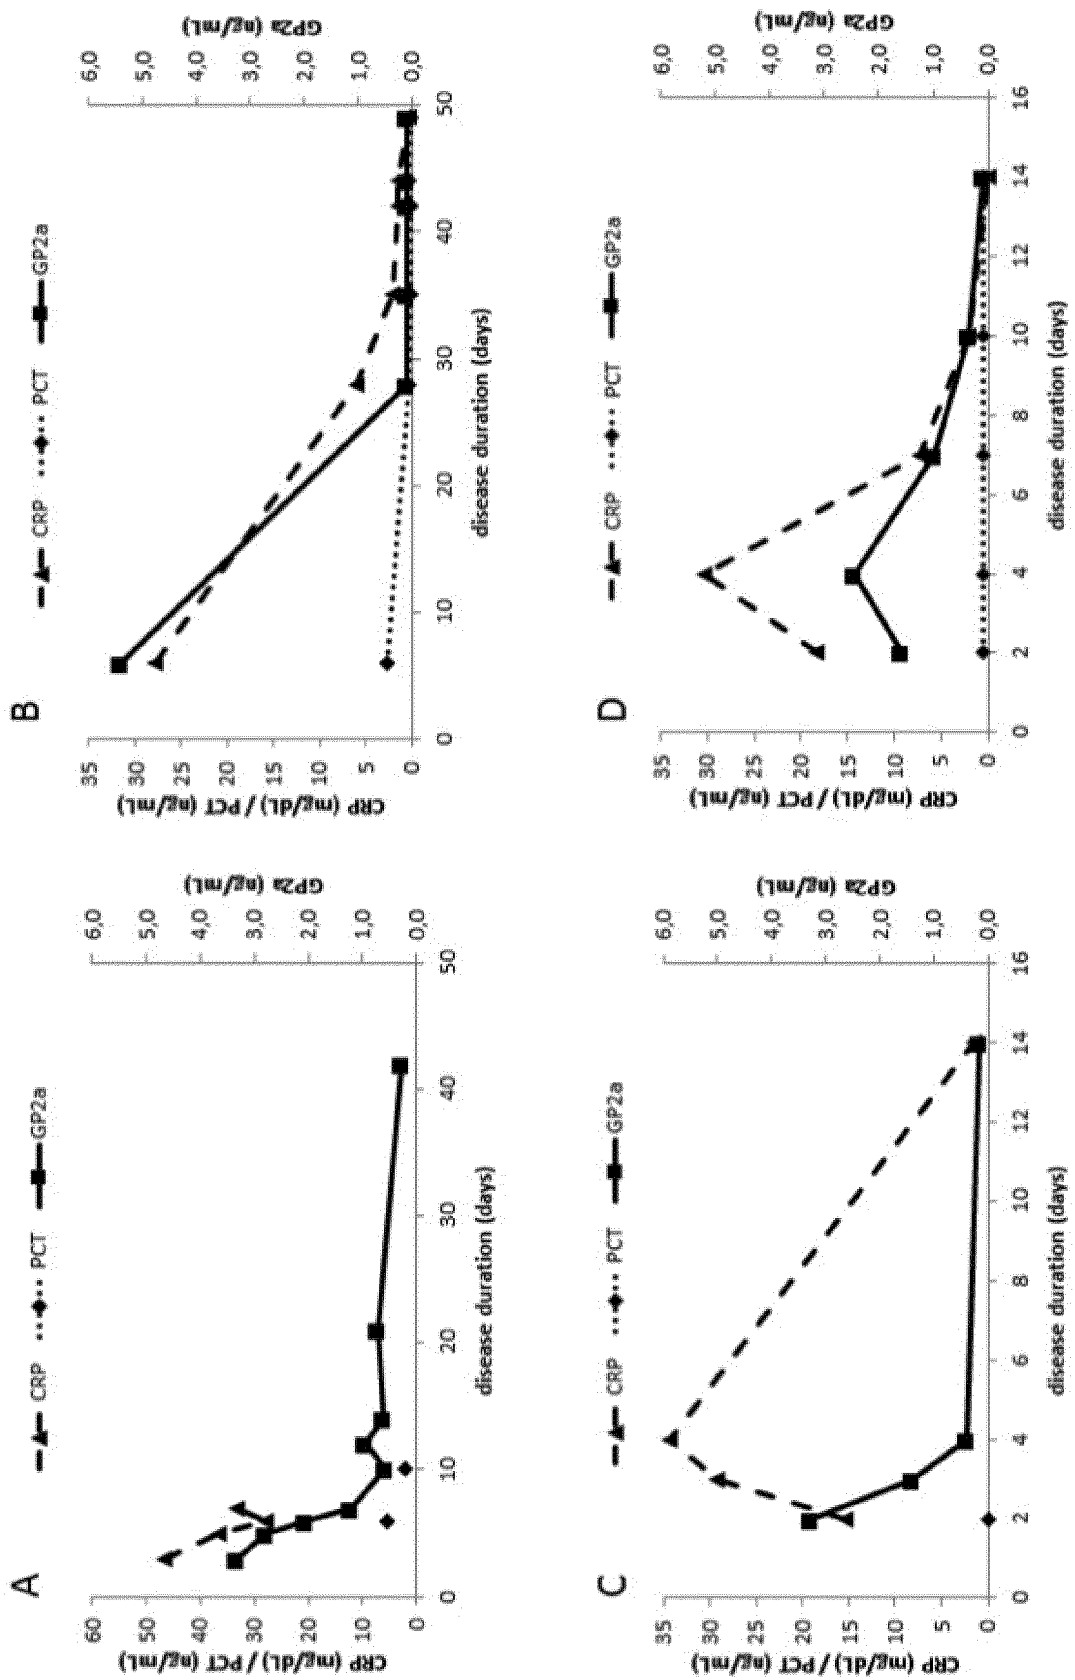 A
CRP PCT GP2a
CRP (mg/dL) / PCT (ng/mL)
60
50
40
30
20
10
0
GP2a (ng/mL)
6,0
5,0
4,0
3,0
2,0
1,0
0,0
0 10 20 30 40 50
disease duration (days)
B
CRP PCT GP2a
CRP (mg/dL) / PCT (ng/mL)
35
30
25
20
15
10
5
0
GP2a (ng/mL)
6,0
5,0
4,0
3,0
2,0
1,0
0,0
0 10 20 30 40 50
disease duration (days)
C
CRP PCT GP2a
CRP (mg/dL) / PCT (ng/mL)
35
30
25
20
15
10
5
0
GP2a (ng/mL)
6,0
5,0
4,0
3,0
2,0
1,0
0,0
0 2 4 6 8 10 12 14 16
disease duration (days)
D
CRP PCT GP2a
CRP (mg/dL) / PCT (ng/mL)
35
30
25
20
15
10
5
0
GP2a (ng/mL)
6,0
5,0
4,0
3,0
2,0
1,0
0,0
0 2 4 6 8 10 12 14 16
disease duration (days)